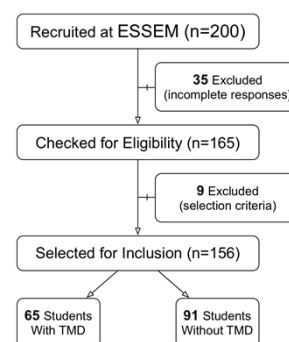 Recruited at ESSEM (n=200)
35 Excluded
(incomplete responses)
Checked for Eligibility (n=165)
9 Excluded
(selection criteria)
Selected for Inclusion (n=156)
65 Students
With TMD
91 Students
Without TMD